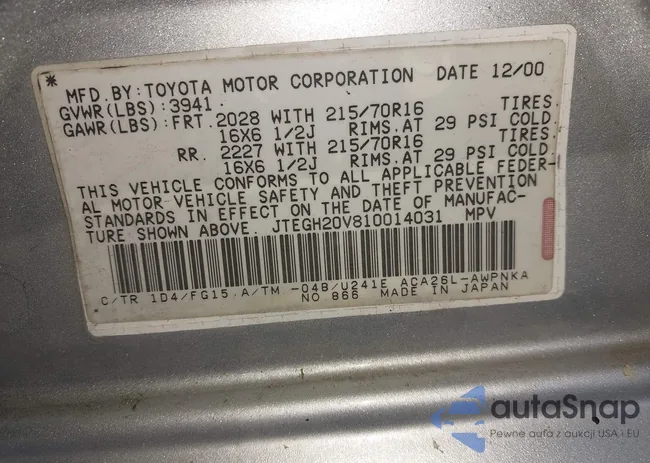 * MFD. BY: TOYOTA MOTOR CORPORATION DATE 12/00
GVWR(LBS): 3941.
GAWR(LBS): FRT. 2028 WITH 215/70R16 TIRES.
16X6 1/2J RIMS.AT 29 PSI COLD.
RR. 2227 WITH 215/70R16 TIRES.
16X6 1/2J RIMS.AT 29 PSI COLD.
THIS VEHICLE CONFORMS TO ALL APPLICABLE FEDER-
AL MOTOR VEHICLE SAFETY AND THEFT PREVENTION
STANDARDS IN EFFECT ON THE DATE OF MANUFAC-
TURE SHOWN ABOVE. JTEGH20V810014031 MPV
C/TR 1D4/FG15.A/TM -04B/U241E ACA26L-AWPNKA
NO 866 MADE IN JAPAN
autaSnap
Pewne auta z aukcji USA i EU